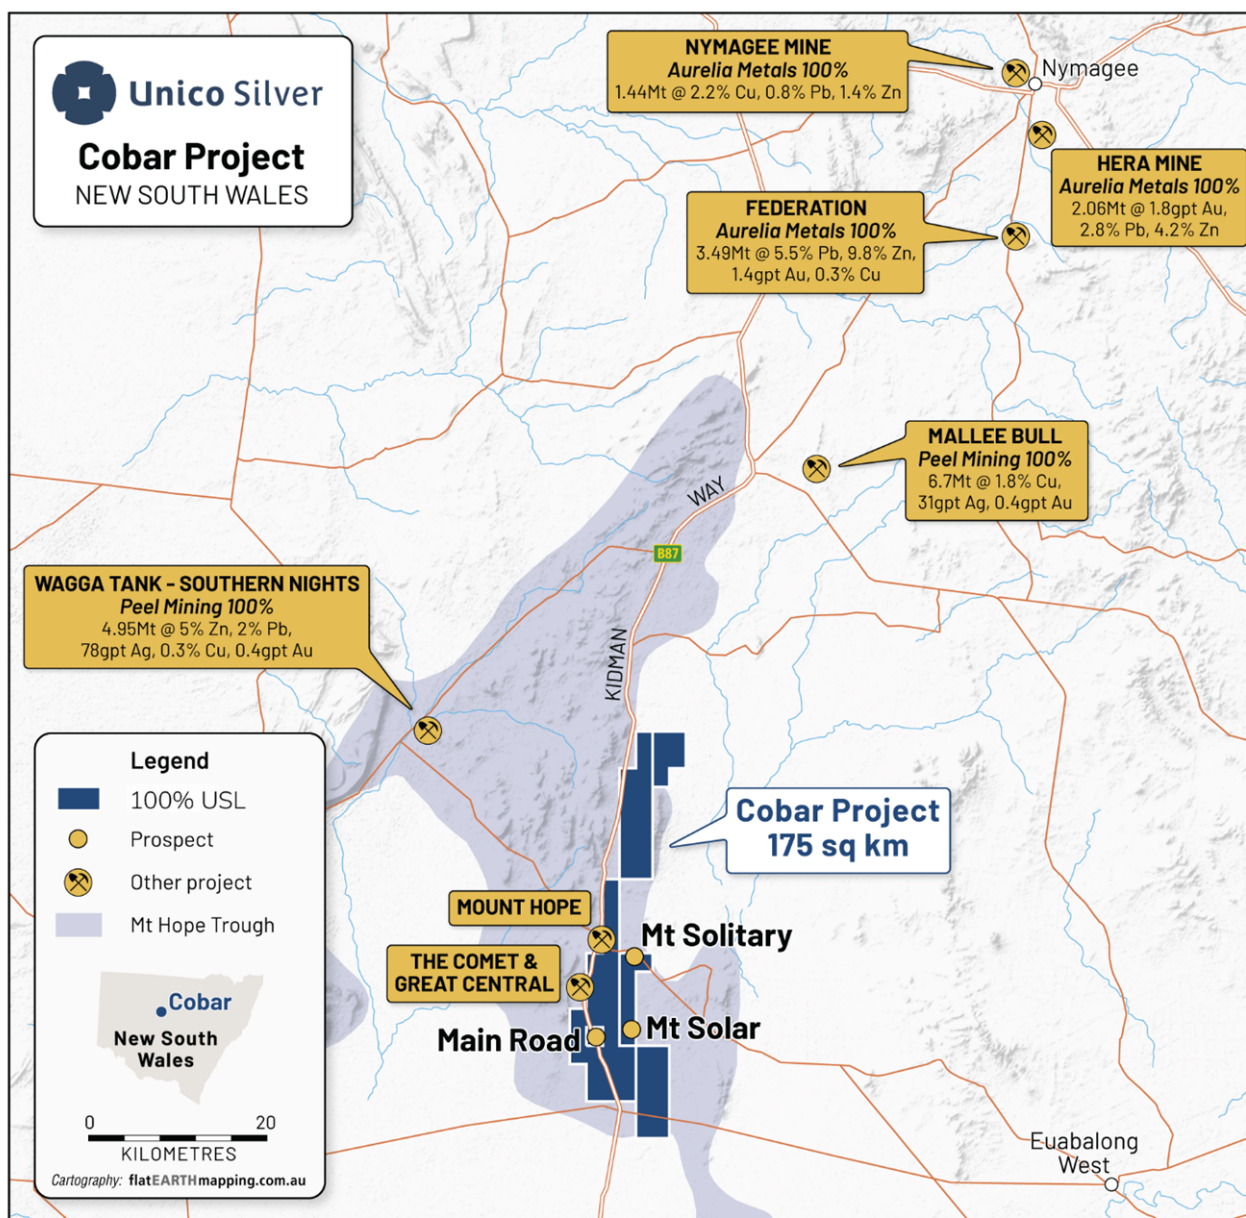 Unico Silver
Cobar Project
NEW SOUTH WALES
NYMAGEE MINE
Aurelia Metals 100%
1.44Mt @ 2.2% Cu, 0.8% Pb, 1.4% Zn
Nymagee
HERA MINE
Aurelia Metals 100%
2.06Mt @ 1.8gpt Au,
2.8% Pb, 4.2% Zn
FEDERATION
Aurelia Metals 100%
3.49Mt @ 5.5% Pb, 9.8% Zn,
1.4gpt Au, 0.3% Cu
MALLEE BULL
Peel Mining 100%
6.7Mt @ 1.8% Cu,
31gpt Ag, 0.4gpt Au
KIDMAN WAY
B87
WAGGA TANK - SOUTHERN NIGHTS
Peel Mining 100%
4.95Mt @ 5% Zn, 2% Pb,
78gpt Ag, 0.3% Cu, 0.4gpt Au
Cobar Project
175 sq km
MOUNT HOPE
Mt Solitary
THE COMET &
GREAT CENTRAL
Main Road
Mt Solar
Euabalong
West
Legend
100% USL
Prospect
Other project
Mt Hope Trough
Cobar
New South
Wales
0 20
KILOMETRES
Cartography: flatEARTHmapping.com.au